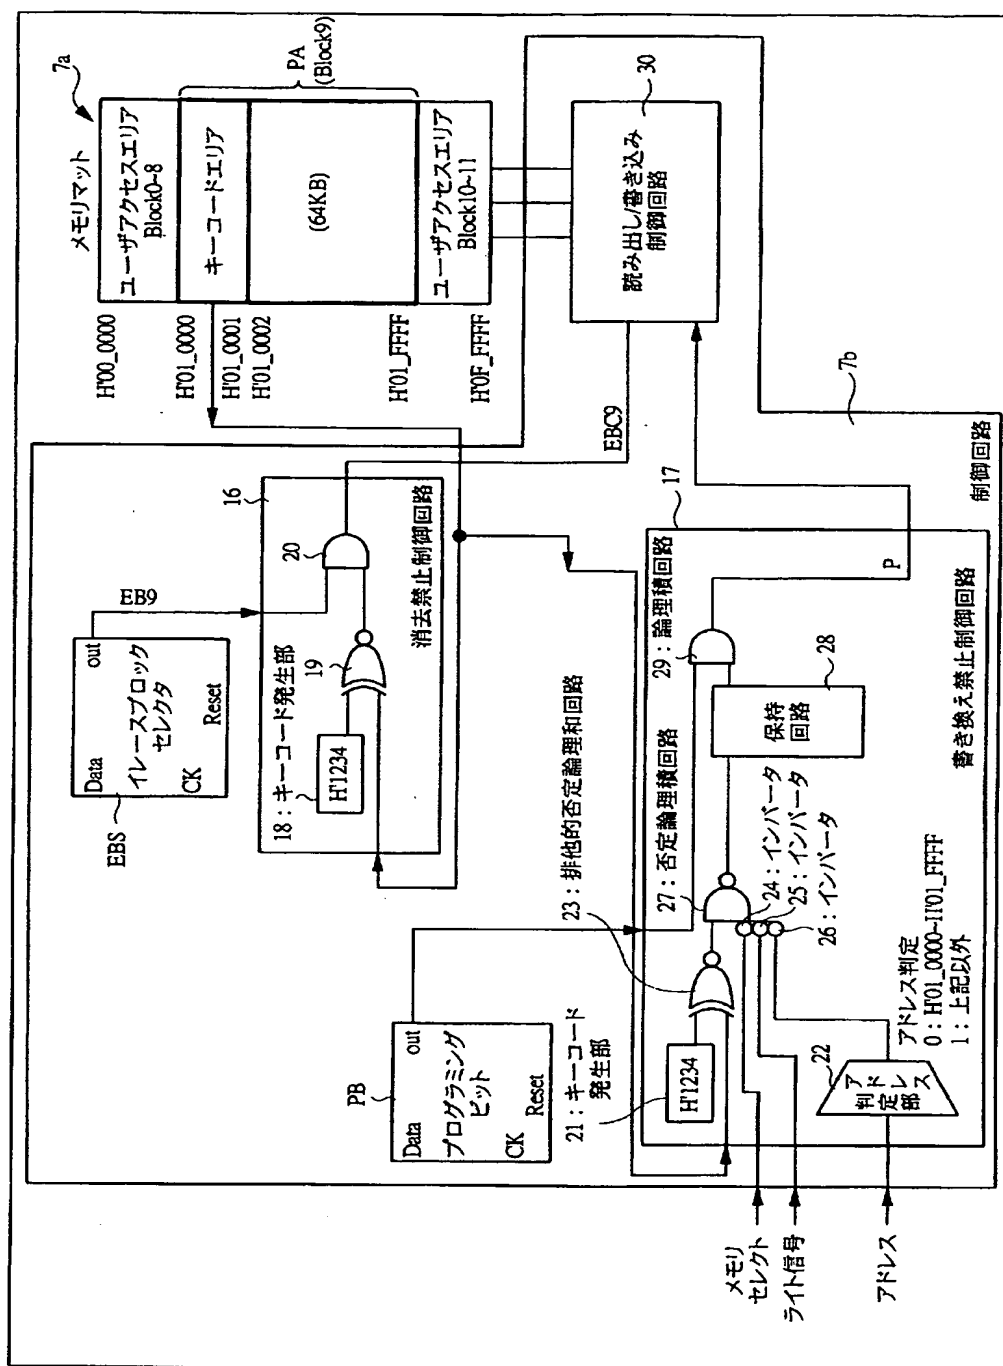 メモリマット
7a
ユーザアクセスエリア
Block0~8
キーコードエリア
(64KB)
ユーザアクセスエリア
Block10~11
PA
(Block9)
H'00_0000
H'01_0000
H'01_0001
H'01_0002
H'01_FFFF
H'0F_FFFF
30
読み出し/書き込み
制御回路
EBC9
7b
制御回路
EBS
Data
out
イレースブロック
セレクタ
CK
Reset
EB9
16
20
19
18：キーコード発生部
H'1234
消去禁止制御回路
PB
Data
out
プログラミング
ビット
CK
Reset
17
P
29：論理積回路
28
保持
回路
27：否定論理積回路
23：排他的否定論理和回路
24：インバータ
25：インバータ
26：インバータ
21：キーコード
発生部
H'1234
22
アドレス
判定部
アドレス判定
0：H'01_0000~H'01_FFFF
1：上記以外
書き換え禁止制御回路
メモリ
セレクト
ライト信号
アドレス